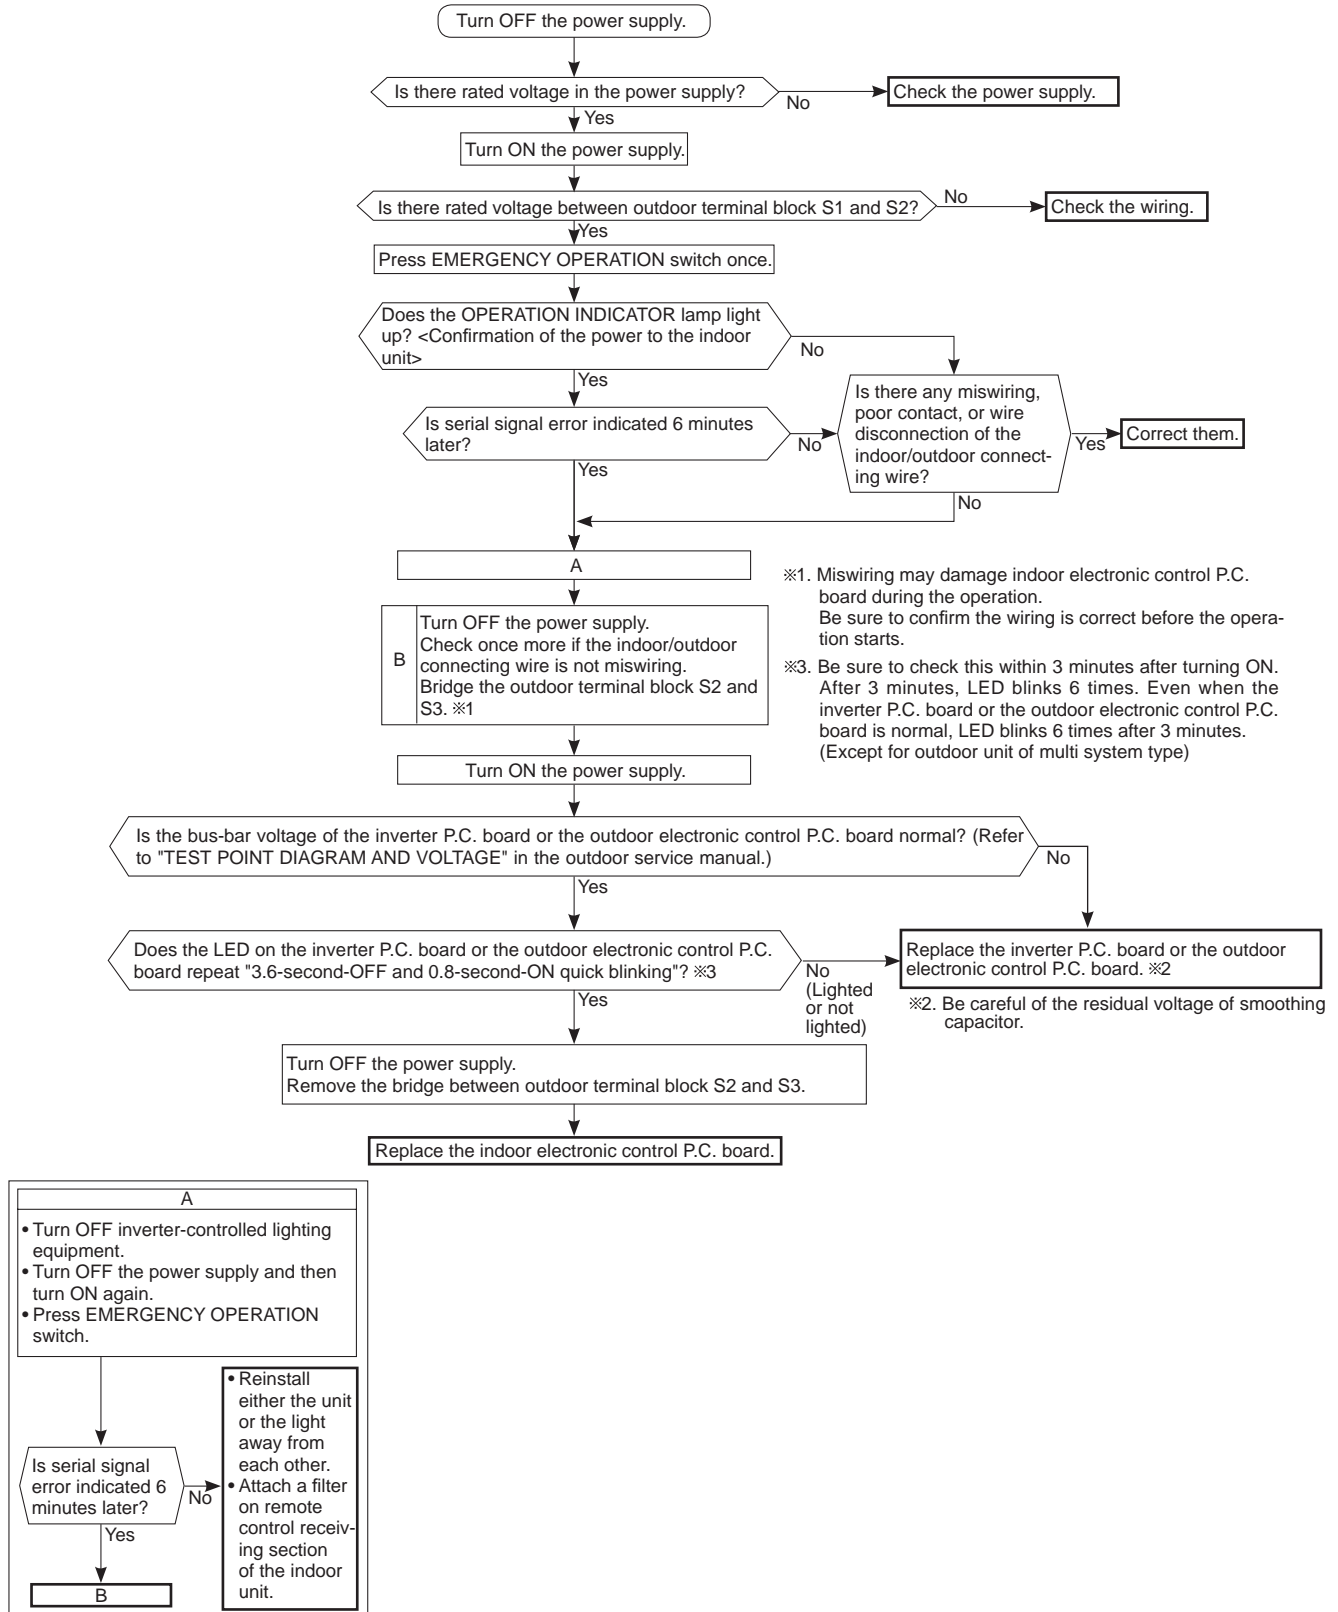 Turn OFF the power supply.
Is there rated voltage in the power supply?
No
Check the power supply.
Yes
Turn ON the power supply.
Is there rated voltage between outdoor terminal block S1 and S2?
No
Check the wiring.
Yes
Press EMERGENCY OPERATION switch once.
Does the OPERATION INDICATOR lamp light
up? <Confirmation of the power to the indoor
unit>
No
Yes
Is serial signal error indicated 6 minutes
later?
No
Is there any miswiring,
poor contact, or wire
disconnection of the
indoor/outdoor connect-
ing wire?
Yes
Correct them.
Yes
No
A
B
Turn OFF the power supply.
Check once more if the indoor/outdoor
connecting wire is not miswiring.
Bridge the outdoor terminal block S2 and
S3. ※1
※1. Miswiring may damage indoor electronic control P.C.
board during the operation.
Be sure to confirm the wiring is correct before the opera-
tion starts.
※3. Be sure to check this within 3 minutes after turning ON.
After 3 minutes, LED blinks 6 times. Even when the
inverter P.C. board or the outdoor electronic control P.C.
board is normal, LED blinks 6 times after 3 minutes.
(Except for outdoor unit of multi system type)
Turn ON the power supply.
Is the bus-bar voltage of the inverter P.C. board or the outdoor electronic control P.C. board normal? (Refer
to "TEST POINT DIAGRAM AND VOLTAGE" in the outdoor service manual.)
No
Yes
Does the LED on the inverter P.C. board or the outdoor electronic control P.C.
board repeat "3.6-second-OFF and 0.8-second-ON quick blinking"? ※3
No
(Lighted
or not
lighted)
Replace the inverter P.C. board or the outdoor
electronic control P.C. board. ※2
※2. Be careful of the residual voltage of smoothing
capacitor.
Yes
Turn OFF the power supply.
Remove the bridge between outdoor terminal block S2 and S3.
Replace the indoor electronic control P.C. board.
A
• Turn OFF inverter-controlled lighting
equipment.
• Turn OFF the power supply and then
turn ON again.
• Press EMERGENCY OPERATION
switch.
Is serial signal
error indicated 6
minutes later?
No
• Reinstall
either the unit
or the light
away from
each other.
• Attach a filter
on remote
control receiv-
ing section
of the indoor
unit.
Yes
B